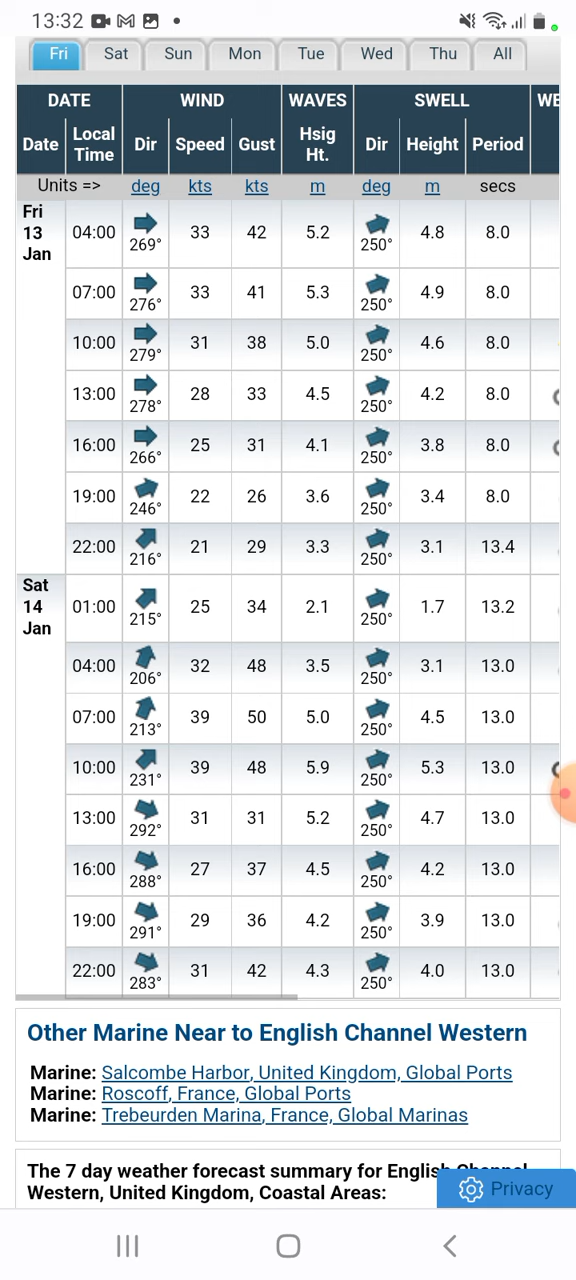 13:32
Fri Sat Sun Mon Tue Wed Thu All
DATE WIND WAVES SWELL WE
Date Local Time Dir Speed Gust Hsig Ht. Dir Height Period
Units => deg kts kts m deg m secs
Fri 13 Jan 04:00 269° 33 42 5.2 250° 4.8 8.0
07:00 276° 33 41 5.3 250° 4.9 8.0
10:00 279° 31 38 5.0 250° 4.6 8.0
13:00 278° 28 33 4.5 250° 4.2 8.0
16:00 266° 25 31 4.1 250° 3.8 8.0
19:00 246° 22 26 3.6 250° 3.4 8.0
22:00 216° 21 29 3.3 250° 3.1 13.4
Sat 14 Jan 01:00 215° 25 34 2.1 250° 1.7 13.2
04:00 206° 32 48 3.5 250° 3.1 13.0
07:00 213° 39 50 5.0 250° 4.5 13.0
10:00 231° 39 48 5.9 250° 5.3 13.0
13:00 292° 31 31 5.2 250° 4.7 13.0
16:00 288° 27 37 4.5 250° 4.2 13.0
19:00 291° 29 36 4.2 250° 3.9 13.0
22:00 283° 31 42 4.3 250° 4.0 13.0
Other Marine Near to English Channel Western
Marine: Salcombe Harbor, United Kingdom, Global Ports
Marine: Roscoff, France, Global Ports
Marine: Trebeurden Marina, France, Global Marinas
The 7 day weather forecast summary for English Channel
Western, United Kingdom, Coastal Areas:
Privacy